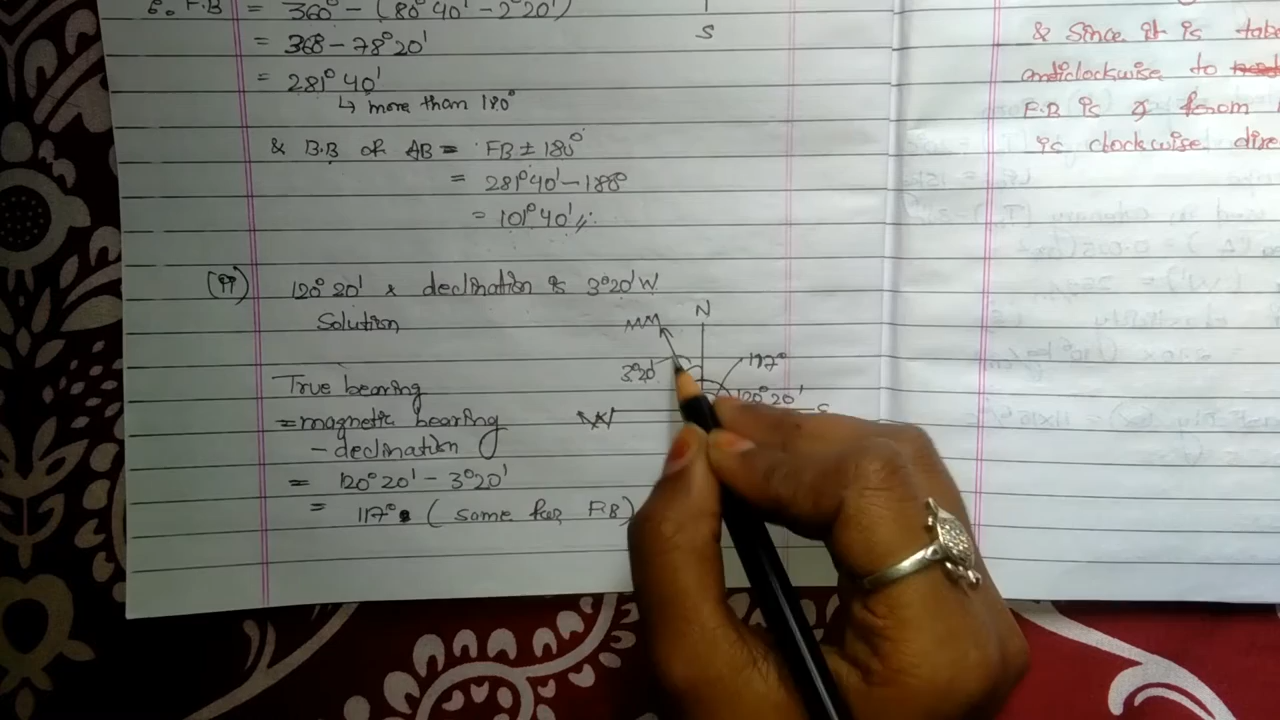 F.B = 360° - (80°40' - 2°20')
= 360 - 78°20'
= 281°40'
↳ more than 180°
& B.B of AB = FB ± 180°
= 281°40' - 180°
= 101°40'
120°20' & declination is 3°20'W
Solution
True bearing
= magnetic bearing
- declination
= 120°20' - 3°20'
= 117° (same for FB)
S
N
MM
3°20'
117°
120°20'
& Since it is
anticlockwise to
F.B is & from
is clockwise